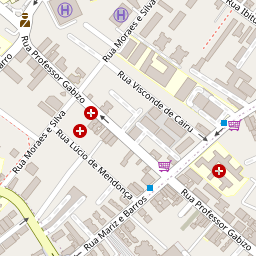 Rua Moraes e Silva
Rua Ibitu
Rua Professor Gabizo
Rua Visconde de Cairu
Rua Moraes e Silva
Rua Lúcio de Mendonça
Rua Mariz e Barros
Rua Professor Gabizo
H
H